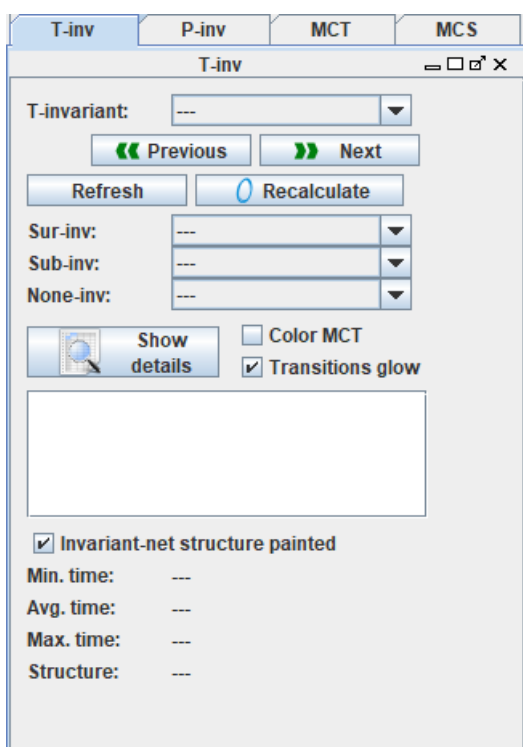 T-inv P-inv MCT MCS
T-inv
T-invariant: ---
Previous Next
Refresh Recalculate
Sur-inv: ---
Sub-inv: ---
None-inv: ---
Show details Color MCT
Transitions glow
Invariant-net structure painted
Min. time: ---
Avg. time: ---
Max. time: ---
Structure: ---